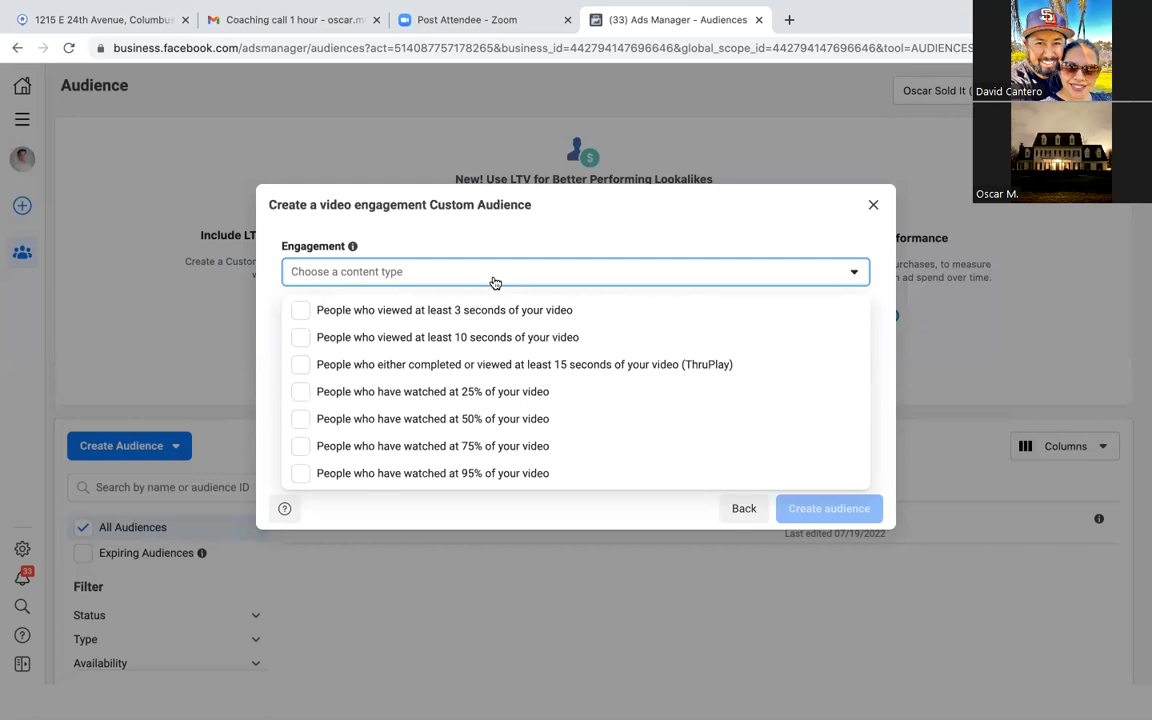 1215 E 24th Avenue, Columbus
Coaching call 1 hour - oscar.m
Post Attendee - Zoom
(33) Ads Manager - Audiences
business.facebook.com/adsmanager/audiences?act=514087757178265&business_id=442794147696646&global_scope_id=442794147696646&tool=AUDIENCES
Audience
Oscar Sold It (
David Cantero
Oscar M.
New! Use LTV for Better Performing Lookalikes
Include LT
Create a Custor
formance
rchases, to measure
n ad spend over time.
Create a video engagement Custom Audience
Engagement
Choose a content type
People who viewed at least 3 seconds of your video
People who viewed at least 10 seconds of your video
People who either completed or viewed at least 15 seconds of your video (ThruPlay)
People who have watched at 25% of your video
People who have watched at 50% of your video
People who have watched at 75% of your video
People who have watched at 95% of your video
Back
Create audience
Create Audience
Columns
Search by name or audience ID
All Audiences
Last edited 07/19/2022
Expiring Audiences
Filter
Status
Type
Availability
33